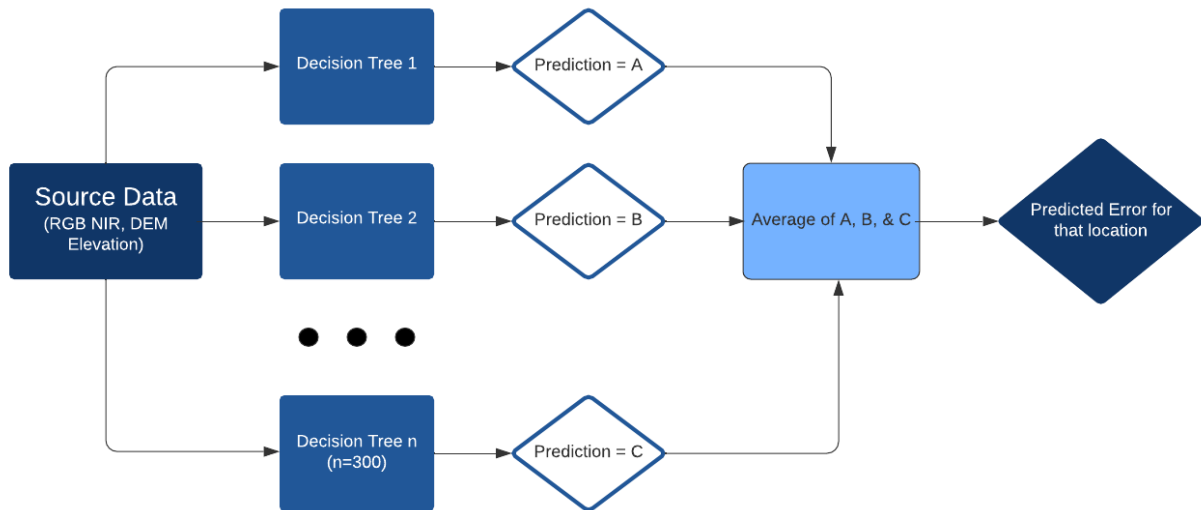 Decision Tree 1
Prediction = A
Source Data
(RGB NIR, DEM
Elevation)
Decision Tree 2
Prediction = B
Average of A, B, & C
Predicted Error for
that location
Decision Tree n
(n=300)
Prediction = C